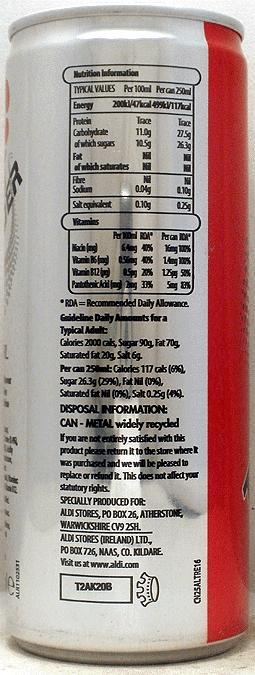 Nutrition Information
TYPICAL VALUES Per 100ml Per can 250ml
Energy 200kJ/47kcal 499kJ/117kcal
Protein Trace Trace
Carbohydrate 11.0g 27.5g
of which sugars 10.5g 26.3g
Fat Nil Nil
of which saturates Nil Nil
Fibre Nil Nil
Sodium 0.04g 0.10g
Salt equivalent 0.10g 0.25g
Vitamins
Per 100ml RDA* Per can RDA*
Niacin (mg) 6.4mg 40% 16mg 100%
Vitamin B6 (mg) 0.56mg 40% 1.4mg 100%
Vitamin B12 (µg) 0.5µg 20% 1.25µg 50%
Pantothenic Acid (mg) 2mg 33% 5mg 83%
* RDA = Recommended Daily Allowance.
Guideline Daily Amounts for a
Typical Adult:
Calories 2000 cals, Sugar 90g, Fat 70g,
Saturated fat 20g, Salt 6g.
Per can 250ml: Calories 117 cals (6%),
Sugar 26.3g (29%), Fat Nil (0%),
Saturated fat Nil (0%), Salt 0.25g (4%).
DISPOSAL INFORMATION:
CAN - METAL widely recycled
If you are not entirely satisfied with this
product please return it to the store where it
was purchased and we will be pleased to
replace or refund it. This does not affect your
statutory rights.
SPECIALLY PRODUCED FOR:
ALDI STORES, PO BOX 26, ATHERSTONE,
WARWICKSHIRE CV9 2SH.
ALDI STORES (IRELAND) LTD.,
PO BOX 726, NAAS, CO. KILDARE.
Visit us at www.aldi.com
T2AK20B
CN25ALTRE16